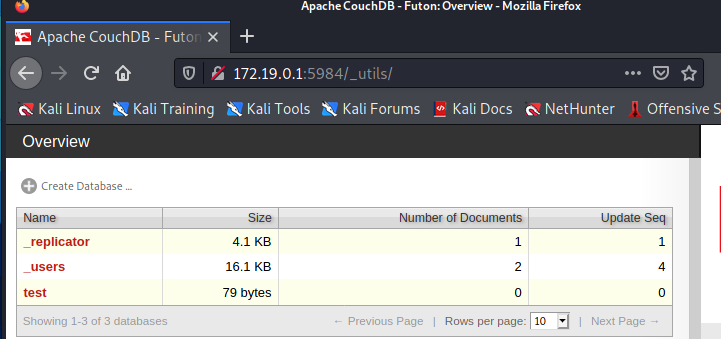 Apache CouchDB - Futon: Overview - Mozilla Firefox
Apache CouchDB - Futon
172.19.0.1:5984/_utils/
Kali Linux Kali Training Kali Tools Kali Forums Kali Docs NetHunter Offensive S
Overview
Create Database ...
Name Size Number of Documents Update Seq
_replicator 4.1 KB 1 1
_users 16.1 KB 2 4
test 79 bytes 0 0
Showing 1-3 of 3 databases ← Previous Page | Rows per page: 10 | Next Page →